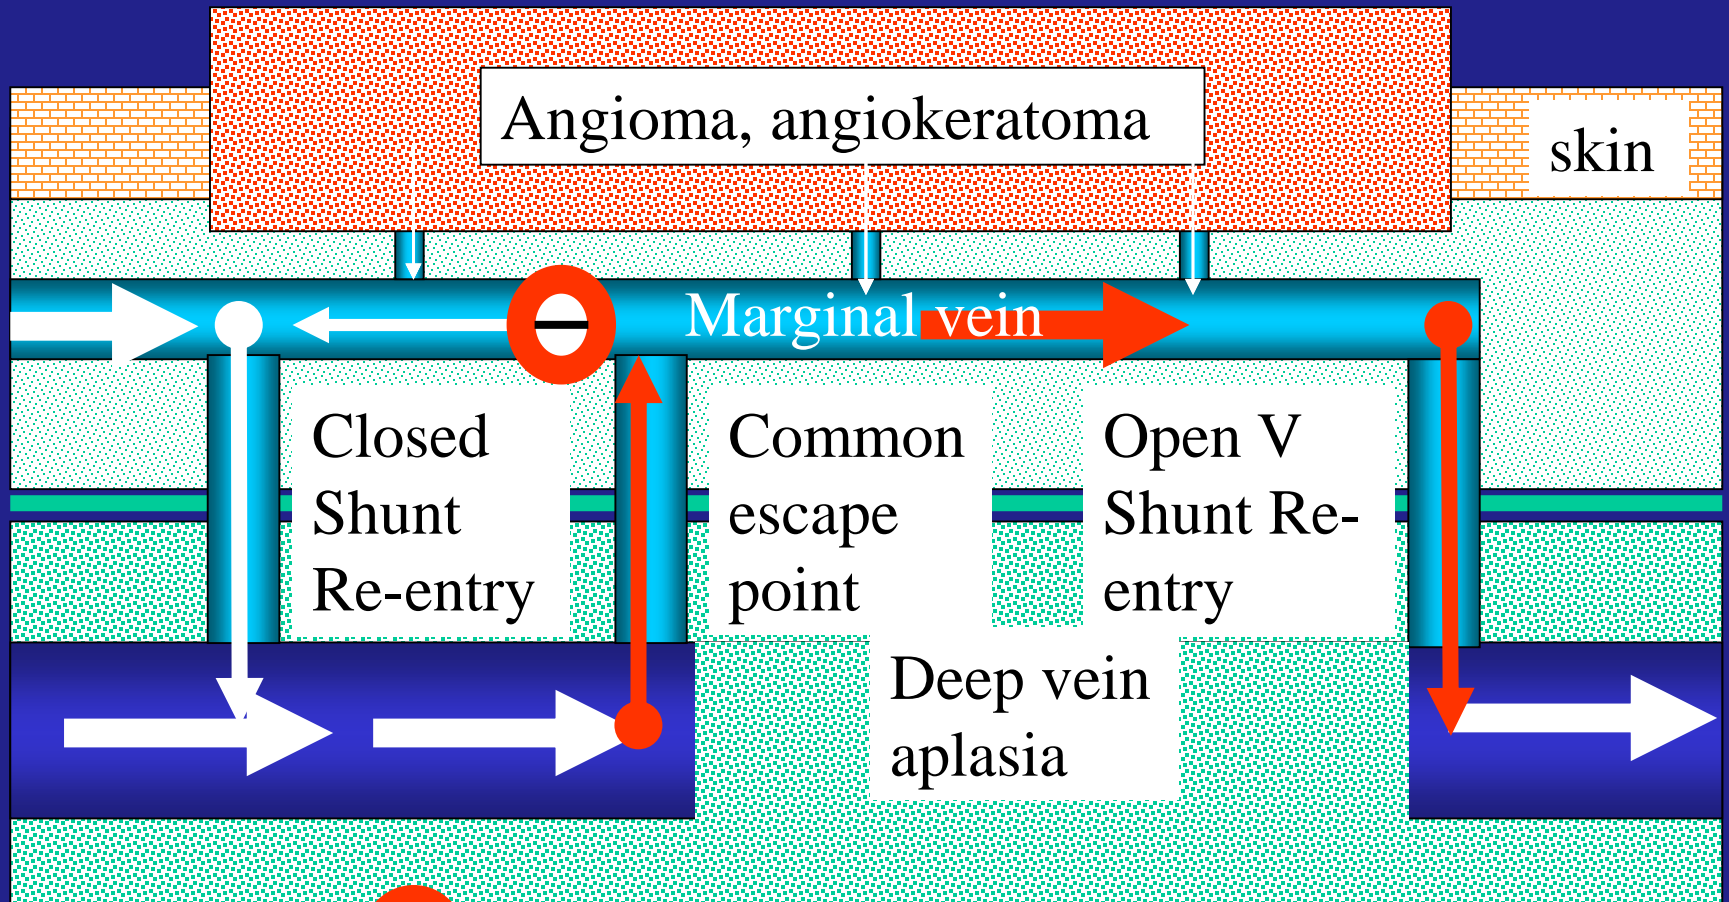 Angioma, angiokeratoma
skin
Marginal vein
Closed
Shunt
Re-entry
Common
escape
point
Open V
Shunt Re-
entry
Deep vein
aplasia